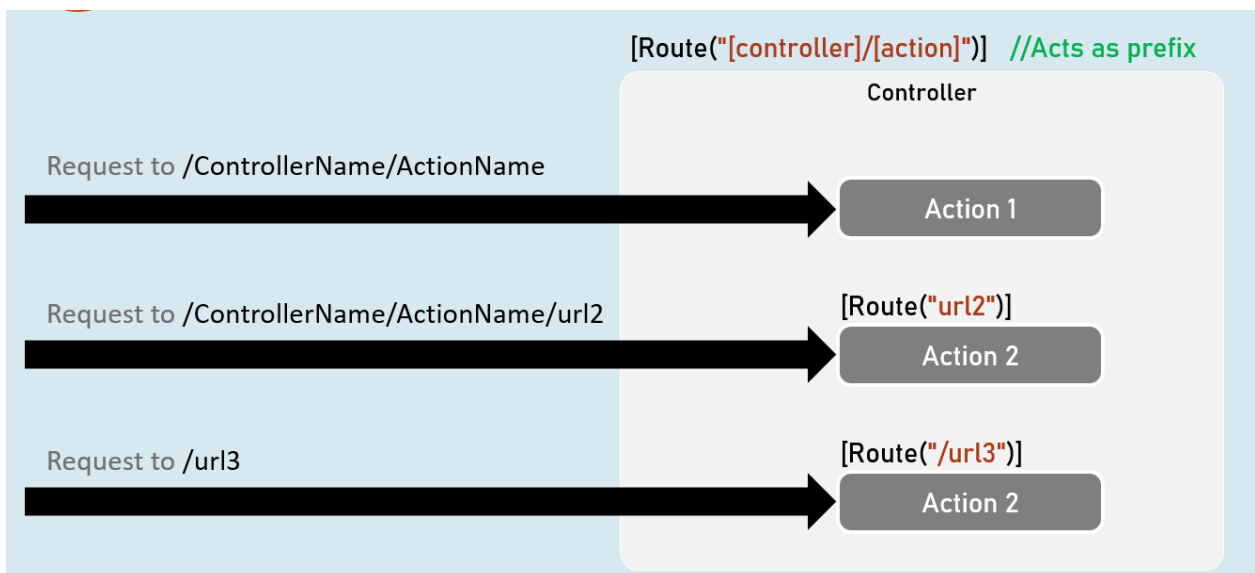 [Route("[controller]/[action]")] //Acts as prefix
Controller
Request to /ControllerName/ActionName
Action 1
Request to /ControllerName/ActionName/url2
[Route("url2")]
Action 2
Request to /url3
[Route("/url3")]
Action 2